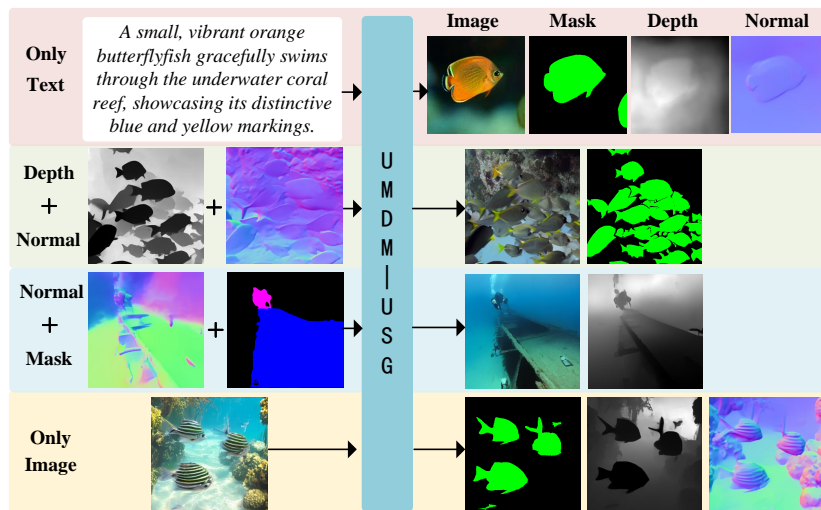 Image Mask Depth Normal
Only
Text
A small, vibrant orange
butterflyfish gracefully swims
through the underwater coral
reef, showcasing its distinctive
blue and yellow markings.
Depth
+
Normal
+
Normal
+
Mask
+
Only
Image
U
M
D
M
|
U
S
G